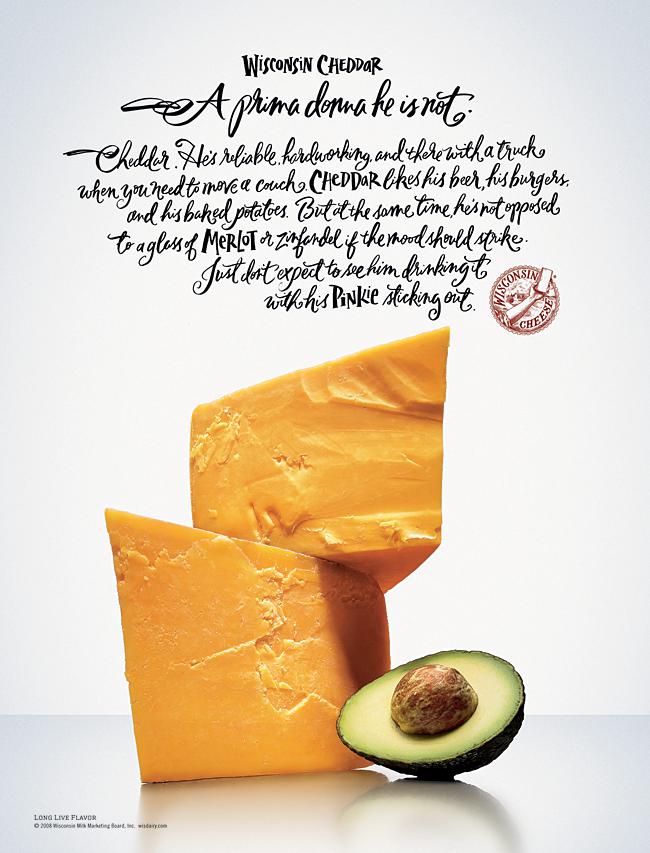 Wisconsin Cheddar
A prima donna he is not.
Cheddar. He's reliable, hardworking, and there with a truck
when you need to move a couch. Cheddar likes his beer, his burgers,
and his baked potatoes. But at the same time, he's not opposed
to a glass of Merlot or Zinfandel if the mood should strike.
Just don't expect to see him drinking it
with his Pinkie sticking out.
WISCONSIN
CHEESE
LONG LIVE FLAVOR
© 2008 Wisconsin Milk Marketing Board, Inc. wisdairy.com